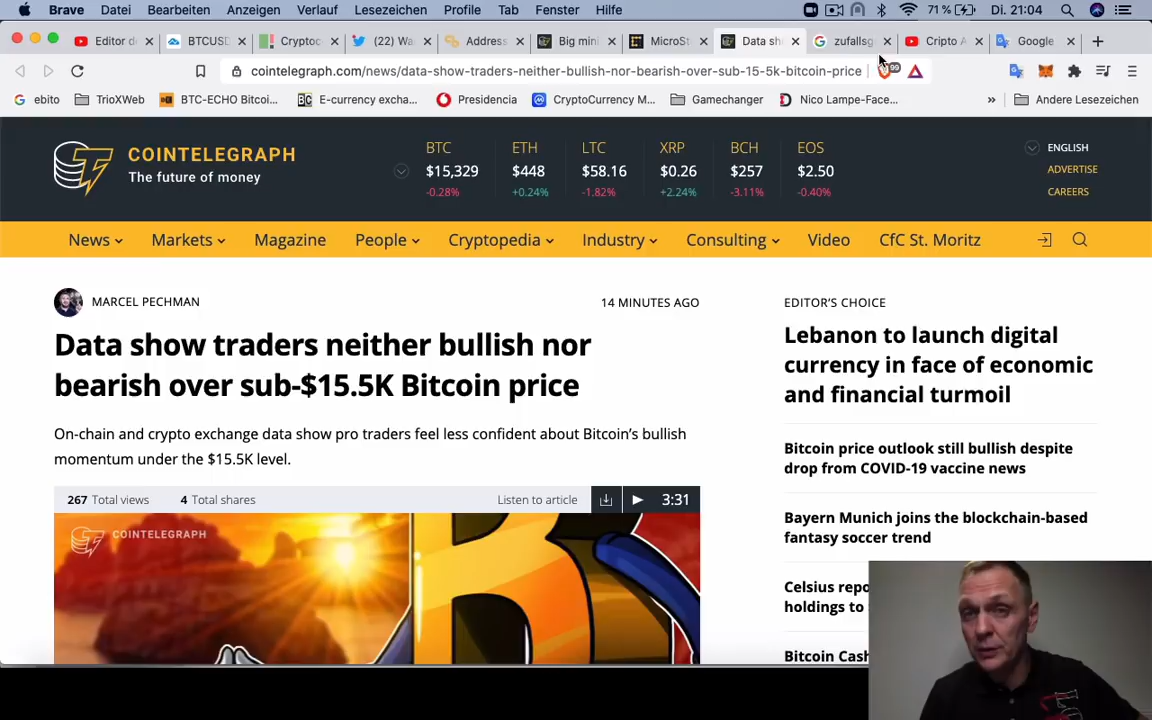 Brave Datei Bearbeiten Anzeigen Verlauf Lesezeichen Profile Tab Fenster Hilfe 71 % Di. 21:04
Editor d BTCUSD Cryptoc (22) Wa Address Big mini MicroSt Data sh zufallsg Cripto A Google
cointelegraph.com/news/data-show-traders-neither-bullish-nor-bearish-over-sub-15-5k-bitcoin-price 99
ebito TrioXWeb BTC-ECHO Bitcoi... E-currency excha... Presidencia CryptoCurrency M... Gamechanger Nico Lampe-Face... » Andere Lesezeichen
COINTELEGRAPH
The future of money
BTC ETH LTC XRP BCH EOS
$15,329 $448 $58.16 $0.26 $257 $2.50
-0.28% +0.24% -1.82% +2.24% -3.11% -0.40%
ENGLISH
ADVERTISE
CAREERS
News Markets Magazine People Cryptopedia Industry Consulting Video CfC St. Moritz
MARCEL PECHMAN 14 MINUTES AGO
Data show traders neither bullish nor
bearish over sub-$15.5K Bitcoin price
On-chain and crypto exchange data show pro traders feel less confident about Bitcoin's bullish
momentum under the $15.5K level.
267 Total views 4 Total shares Listen to article 3:31
COINTELEGRAPH
EDITOR'S CHOICE
Lebanon to launch digital
currency in face of economic
and financial turmoil
Bitcoin price outlook still bullish despite
drop from COVID-19 vaccine news
Bayern Munich joins the blockchain-based
fantasy soccer trend
Celsius repo
holdings to
Bitcoin Cash